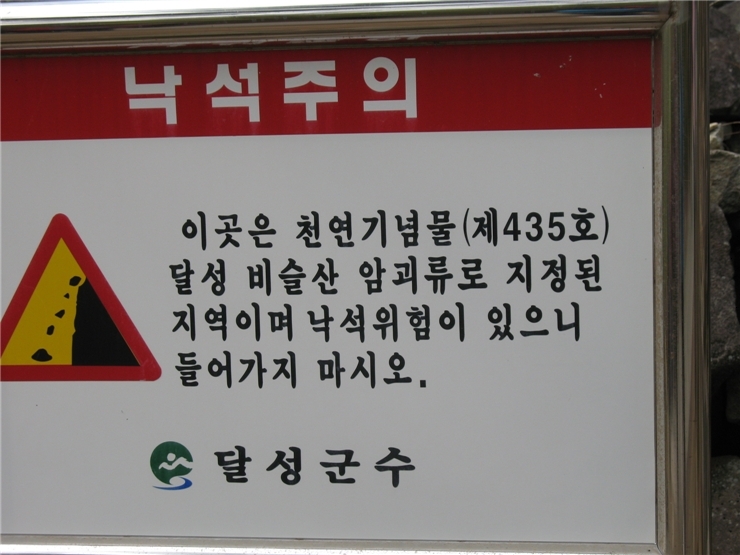 낙석주의
이곳은 천연기념물(제435호)
달성 비슬산 암괴류로 지정된
지역이며 낙석위험이 있으니
들어가지 마시오.
달성군수